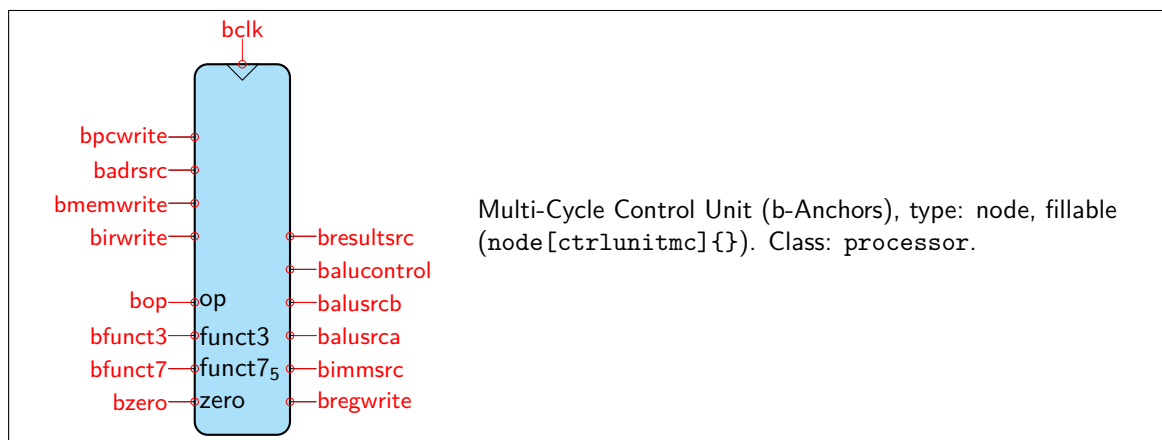 bclk
bpcwrite
badrsrc
bmemwrite
birwrite
bresultsrc
balucontrol
bop
op
balusrcb
bfunct3
funct3
balusrca
bfunct7
funct7₅
bimmsrc
bzero
zero
bregwrite
Multi-Cycle Control Unit (b-Anchors), type: node, fillable
(node[ctrlunitmc]{}). Class: processor.